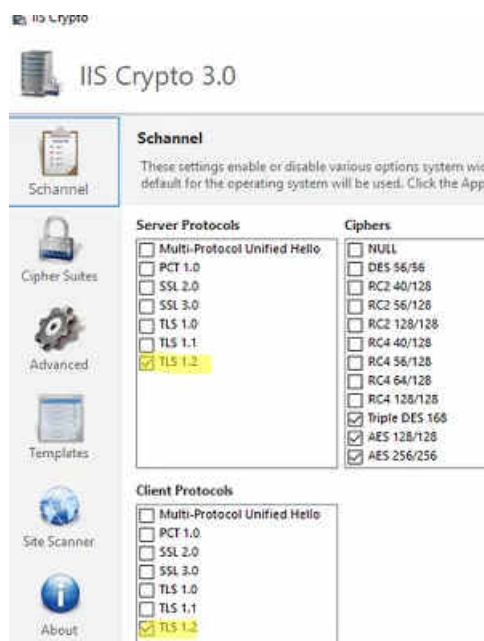 IIS Crypto
IIS Crypto 3.0
Schannel
Cipher Suites
Advanced
Templates
Site Scanner
About
Schannel
These settings enable or disable various options system wid
default for the operating system will be used. Click the App
Server Protocols
Multi-Protocol Unified Hello
PCT 1.0
SSL 2.0
SSL 3.0
TLS 1.0
TLS 1.1
TLS 1.2
Ciphers
NULL
DES 56/56
RC2 40/128
RC2 56/128
RC2 128/128
RC4 40/128
RC4 56/128
RC4 64/128
RC4 128/128
Triple DES 168
AES 128/128
AES 256/256
Client Protocols
Multi-Protocol Unified Hello
PCT 1.0
SSL 2.0
SSL 3.0
TLS 1.0
TLS 1.1
TLS 1.2